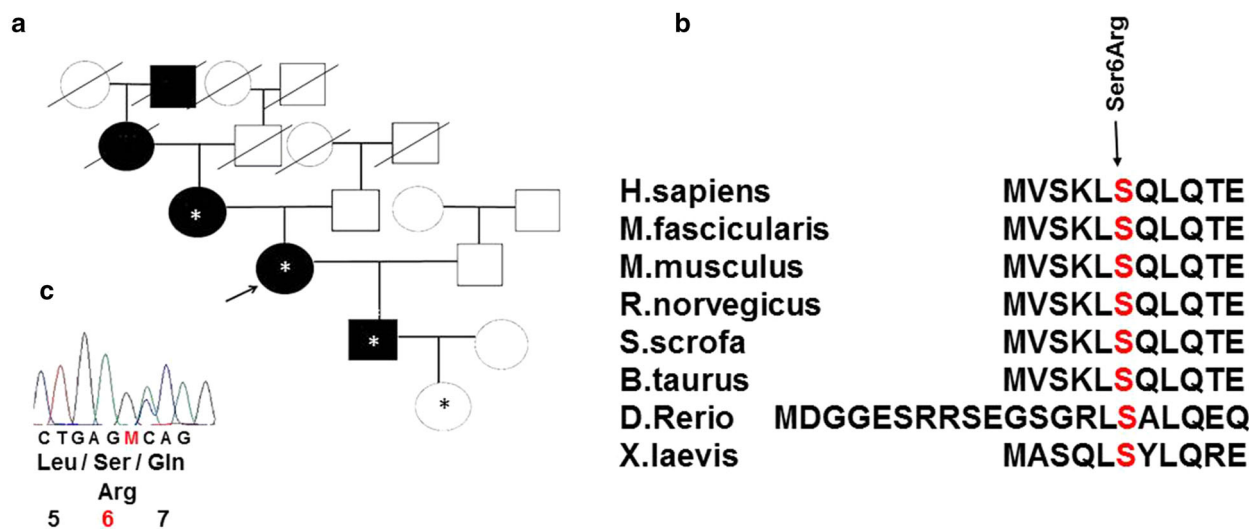 a
*
*
*
*
c
C T G A G M C A G
Leu / Ser / Gln
Arg
5 6 7
b
Ser6Arg
H.sapiens MVSKLSQLQTE
M.fascicularis MVSKLSQLQTE
M.musculus MVSKLSQLQTE
R.norvegicus MVSKLSQLQTE
S.scrofa MVSKLSQLQTE
B.taurus MVSKLSQLQTE
D.Rerio MDGGESRRSEGSGRLSALQEQ
X.laevis MASQLSYLQRE